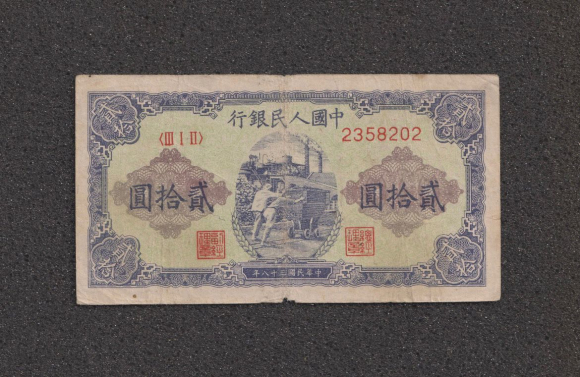 行銀民人國中
〈III I II〉
2358202
圓拾貳
圓拾貳
年八十三國民華中